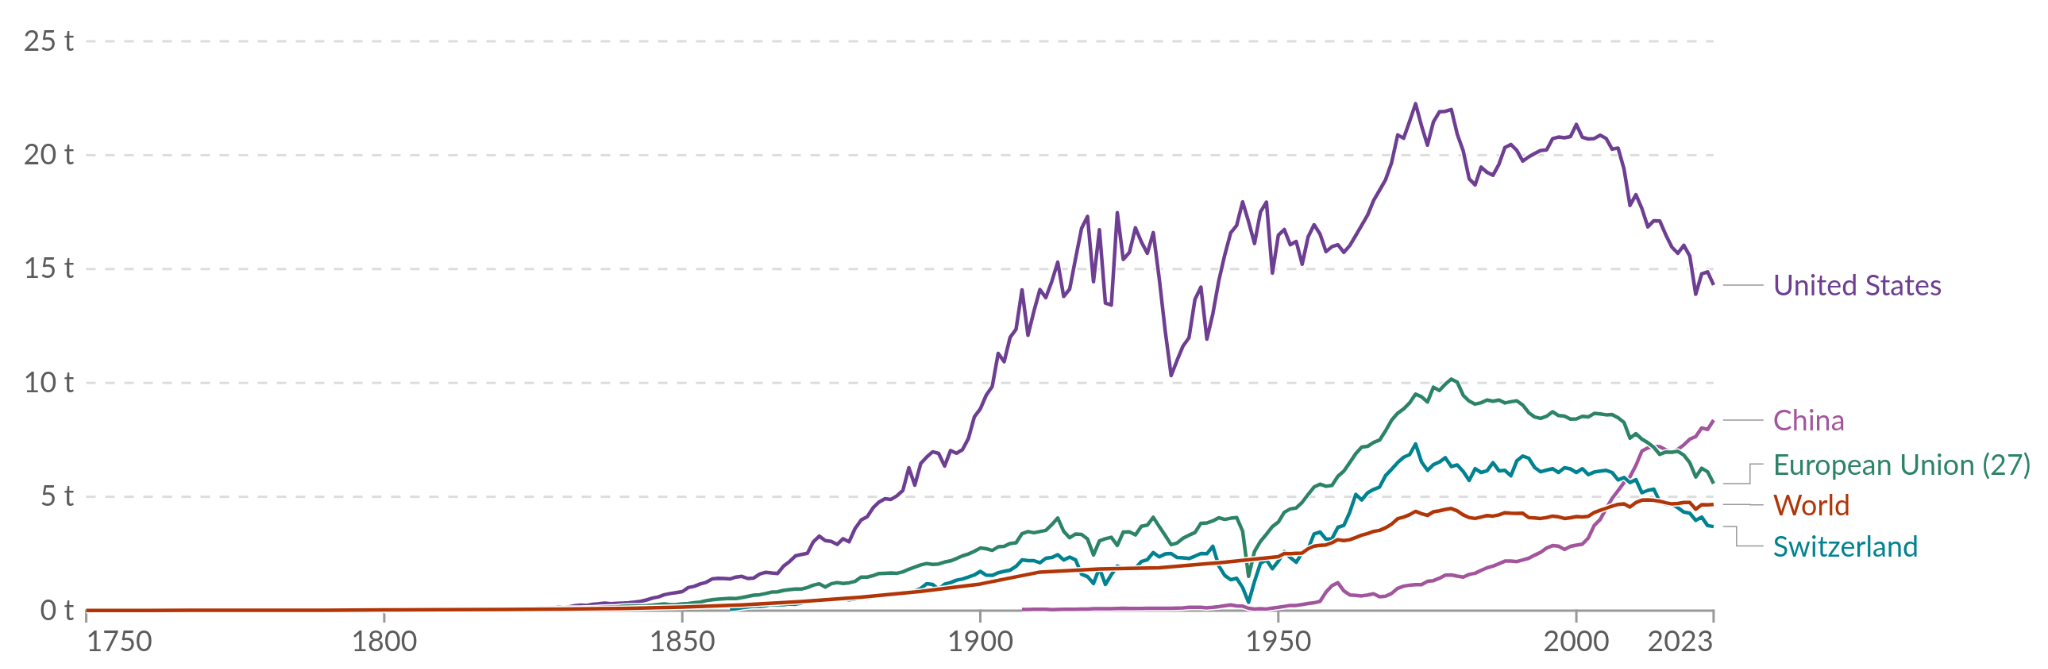 25 t
20 t
15 t
10 t
5 t
0 t
1750
1800
1850
1900
1950
2000
2023
United States
China
European Union (27)
World
Switzerland